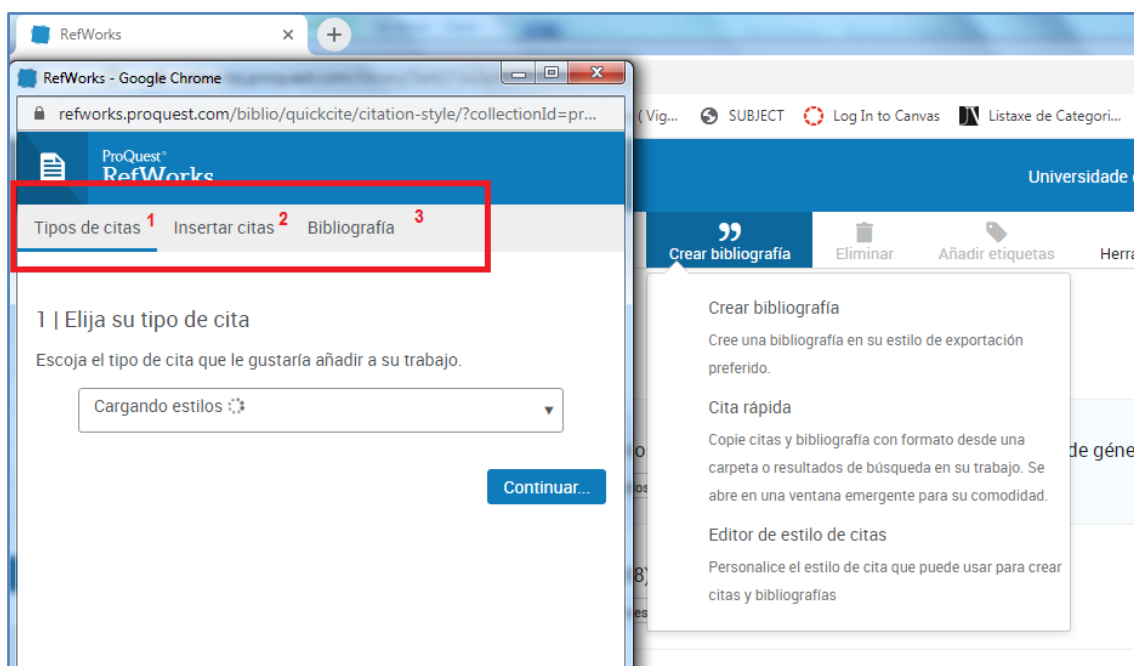 RefWorks
RefWorks - Google Chrome
refworks.proquest.com/biblio/quickcite/citation-style/?collectionId=pr...
( Vig... SUBJECT Log In to Canvas Listaxe de Categori...
ProQuest
RefWorks
Universidade
Tipos de citas 1 Insertar citas 2 Bibliografía 3
Crear bibliografía Eliminar Añadir etiquetas Herra
1 | Elija su tipo de cita
Escoja el tipo de cita que le gustaría añadir a su trabajo.
Cargando estilos
Continuar...
Crear bibliografía
Cree una bibliografía en su estilo de exportación
preferido.
Cita rápida
Copie citas y bibliografía con formato desde una
carpeta o resultados de búsqueda en su trabajo. Se
abre en una ventana emergente para su comodidad.
Editor de estilo de citas
Personalice el estilo de cita que puede usar para crear
citas y bibliografías
de géne
8)